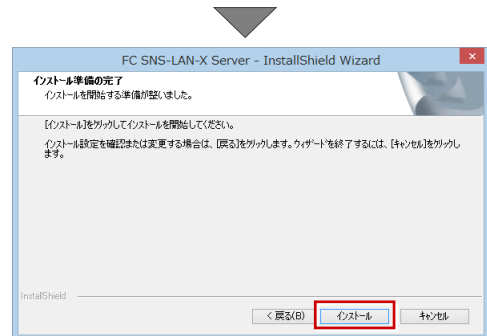 FC SNS-LAN-X Server - InstallShield Wizard
インストール準備の完了
インストールを開始する準備が整いました。
[インストール]をクリックしてインストールを開始してください。
インストール設定を確認または変更する場合は、[戻る]をクリックします。ウィザードを終了するには、[キャンセル]をクリックし
ます。
InstallShield
< 戻る(B)
インストール
キャンセル